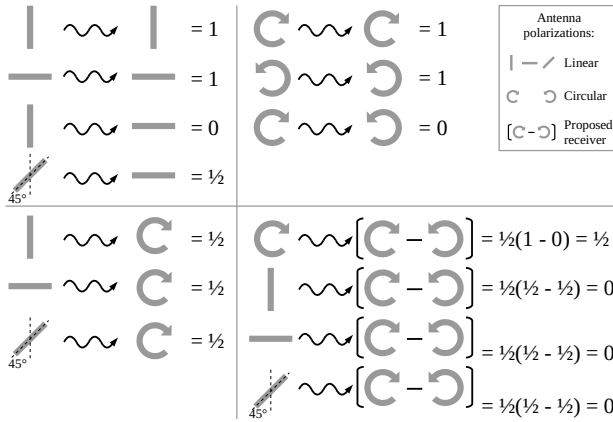 = 1
= 1
= 0
45°
= ½
= 1
= 1
= 0
Antenna
polarizations:
Linear
Circular
[ - ] Proposed
receiver
= ½
= ½
45°
= ½
[ – ] = ½(1 - 0) = ½
[ – ] = ½(½ - ½) = 0
[ – ] = ½(½ - ½) = 0
45°
[ – ] = ½(½ - ½) = 0